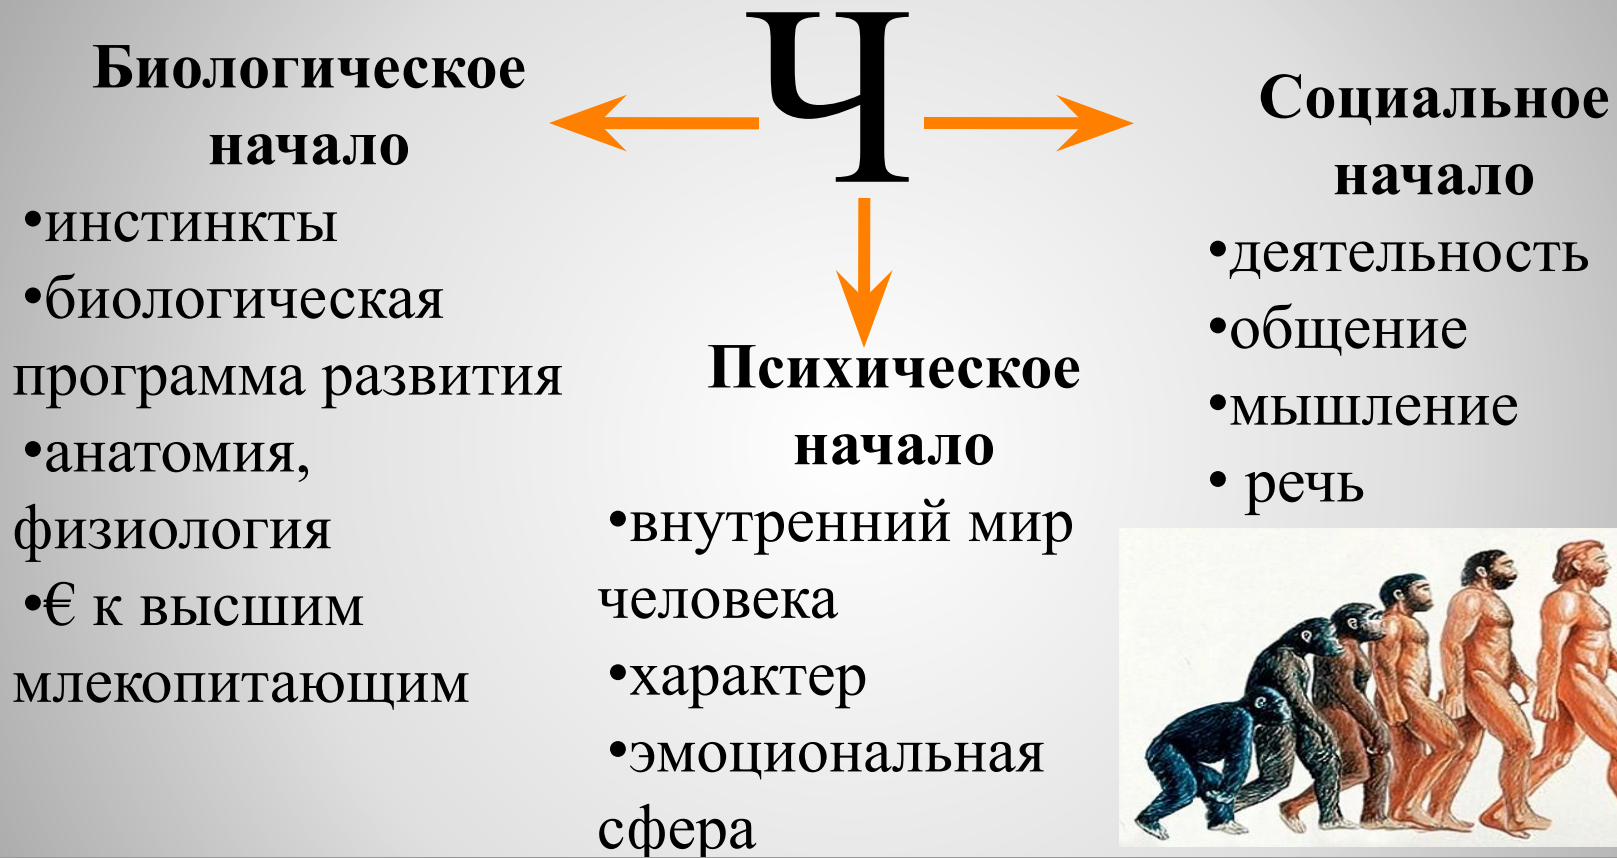 Ч
Биологическое
начало
•инстинкты
•биологическая
программа развития
•анатомия,
физиология
•€ к высшим
млекопитающим
Психическое
начало
•внутренний мир
человека
•характер
•эмоциональная
сфера
Социальное
начало
•деятельность
•общение
•мышление
• речь